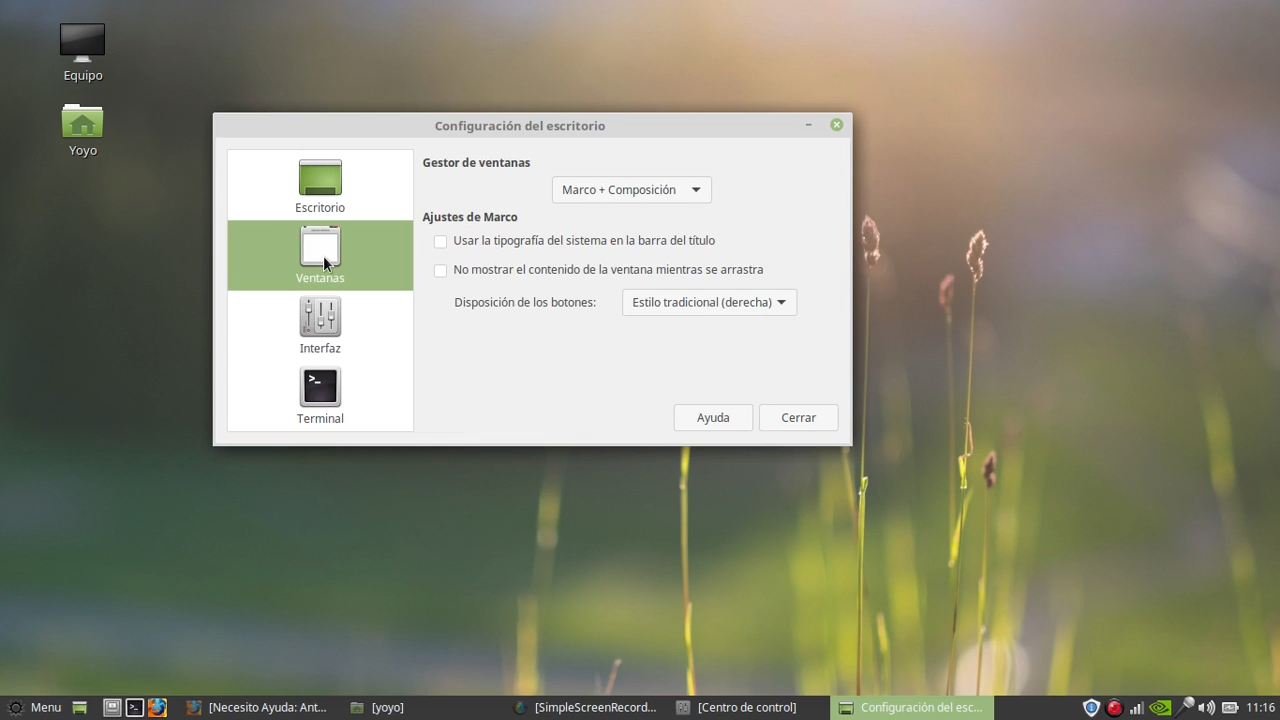 Equipo
Yoyo
Configuración del escritorio
Escritorio
Ventanas
Interfaz
>_
Terminal
Gestor de ventanas
Marco + Composición
Ajustes de Marco
Usar la tipografía del sistema en la barra del título
No mostrar el contenido de la ventana mientras se arrastra
Disposición de los botones:
Estilo tradicional (derecha)
Ayuda
Cerrar
Menu
[Necesito Ayuda: Ant...
[yoyo]
[SimpleScreenRecord...
[Centro de control]
Configuración del esc...
11:16